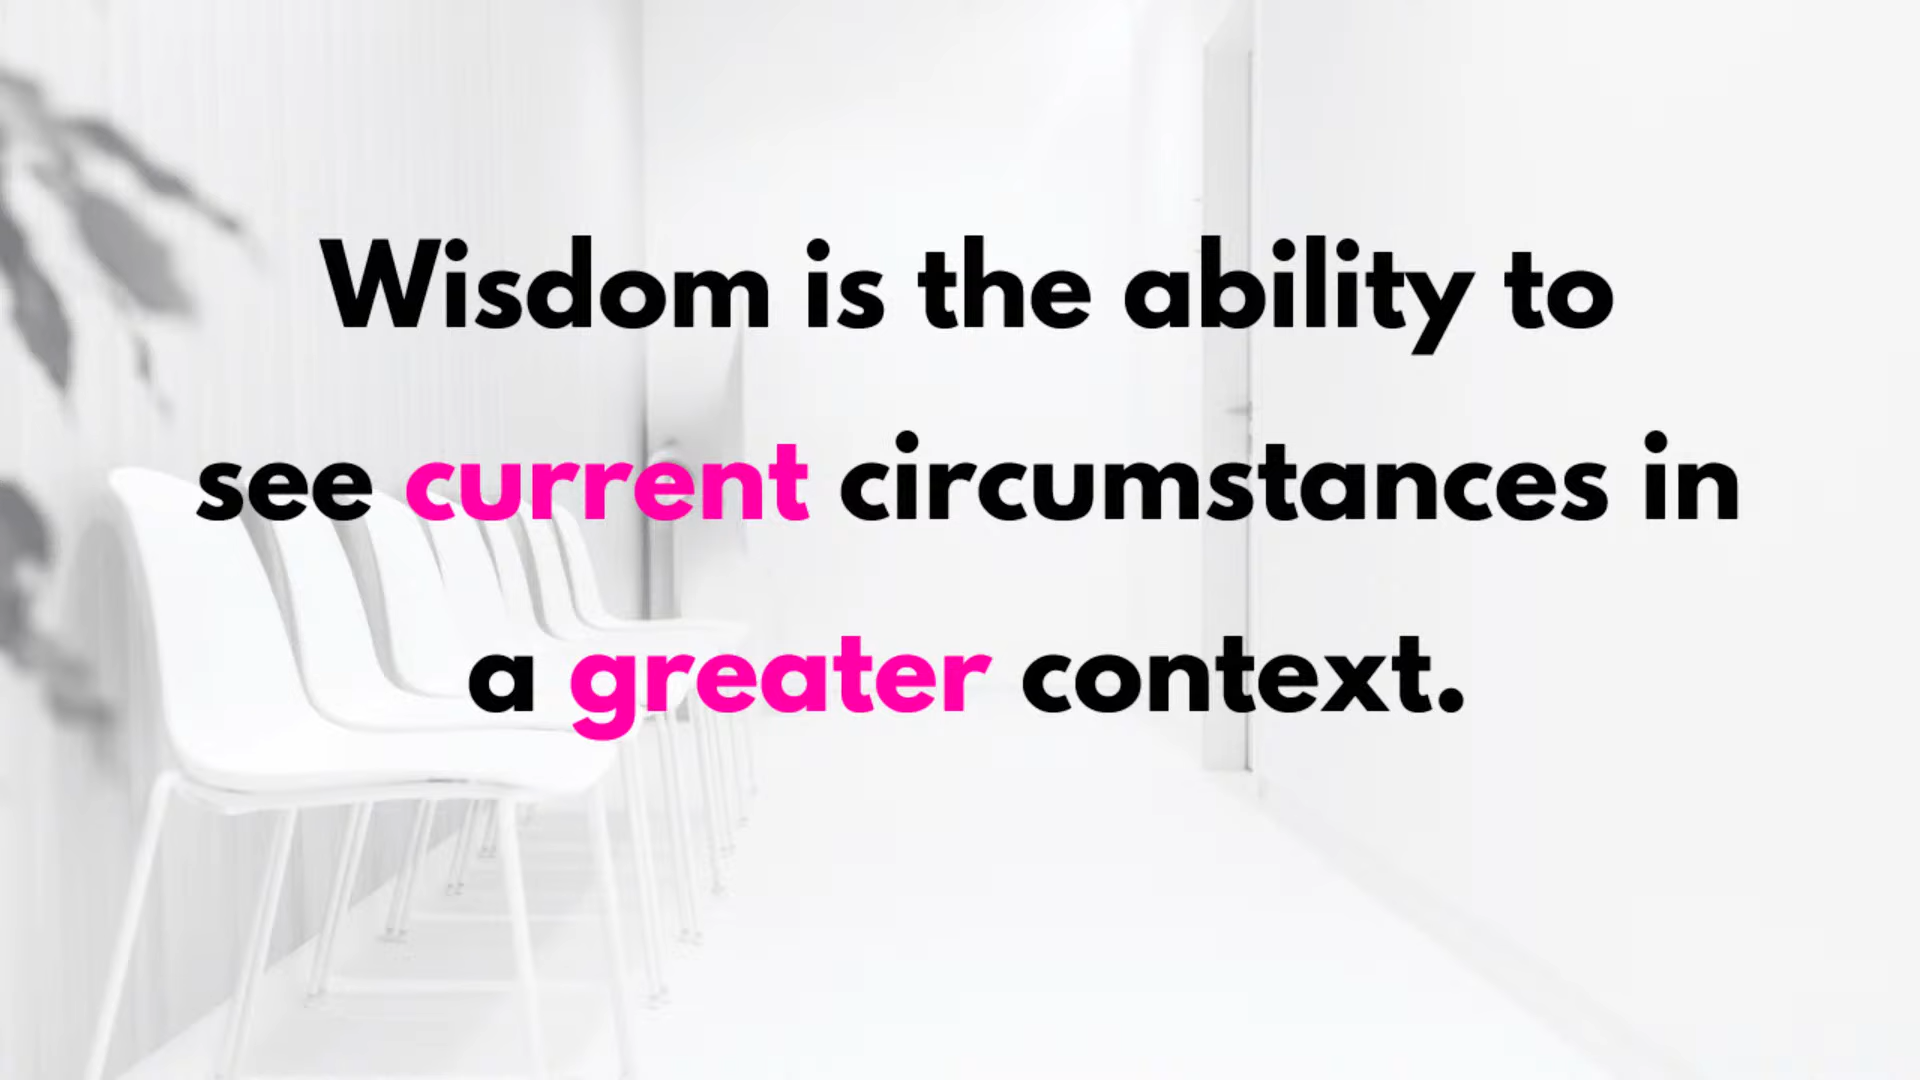 Wisdom is the ability to
see current circumstances in
a greater context.